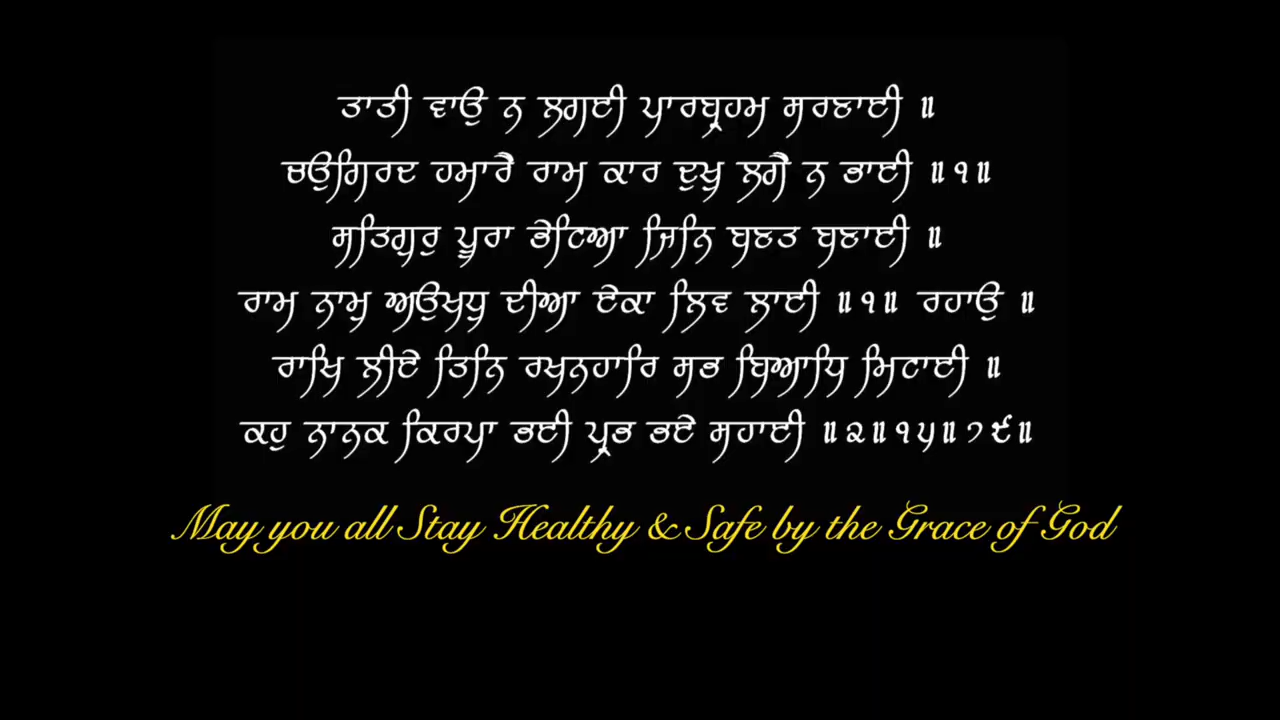 ਤਾਤੀ ਵਾਉ ਨ ਲਗਈ ਪਾਰਬ੍ਰਹਮ ਸਰਣਾਈ ॥
ਚਉਗਿਰਦ ਹਮਾਰੈ ਰਾਮ ਕਾਰ ਦੁਖੁ ਲਗੈ ਨ ਭਾਈ ॥੧॥
ਸਤਿਗੁਰੁ ਪੂਰਾ ਭੇਟਿਆ ਜਿਨਿ ਬਣਤ ਬਣਾਈ ॥
ਰਾਮ ਨਾਮੁ ਅਉਖਧੁ ਦੀਆ ਏਕਾ ਲਿਵ ਲਾਈ ॥੧॥ ਰਹਾਉ ॥
ਰਾਖਿ ਲੀਏ ਤਿਨਿ ਰਖਨਹਾਰਿ ਸਭ ਬਿਆਧਿ ਮਿਟਾਈ ॥
ਕਹੁ ਨਾਨਕ ਕਿਰਪਾ ਭਈ ਪ੍ਰਭ ਭਏ ਸਹਾਈ ॥੨॥੧੫॥੭੯॥
May you all Stay Healthy & Safe by the Grace of God